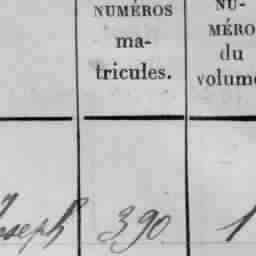 NUMÉROS
ma-
tricules.
NU-
MÉRO
du
volume
Joseph 390 1